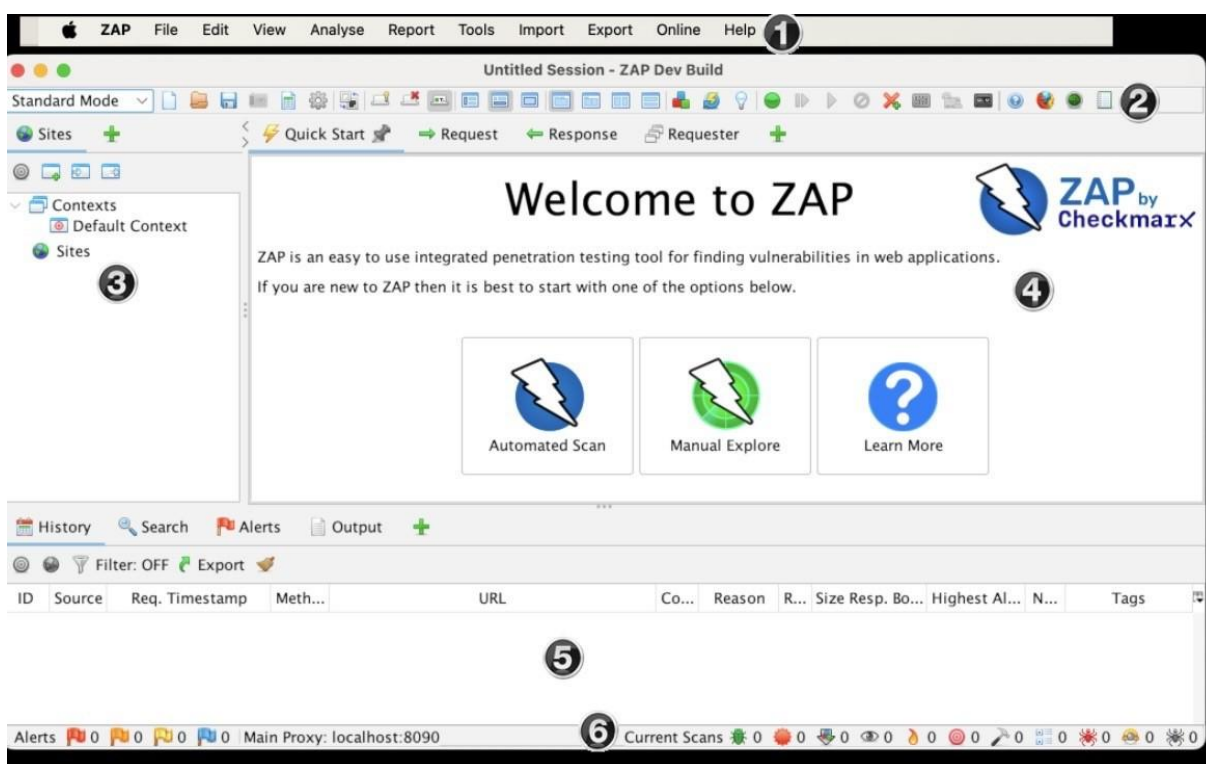 ZAP File Edit View Analyse Report Tools Import Export Online Help 1
Untitled Session - ZAP Dev Build
Standard Mode 2
Sites Quick Start Request Response Requester
Contexts
Default Context
Sites
3
Welcome to ZAP
ZAP by
Checkmarx
ZAP is an easy to use integrated penetration testing tool for finding vulnerabilities in web applications.
If you are new to ZAP then it is best to start with one of the options below.
4
Automated Scan Manual Explore Learn More
History Search Alerts Output
Filter: OFF Export
ID Source Req. Timestamp Meth... URL Co... Reason R... Size Resp. Bo... Highest Al... N... Tags
5
Alerts 0 0 0 0 Main Proxy: localhost:8090 6 Current Scans 0 0 0 0 0 0 0 0 0 0 0